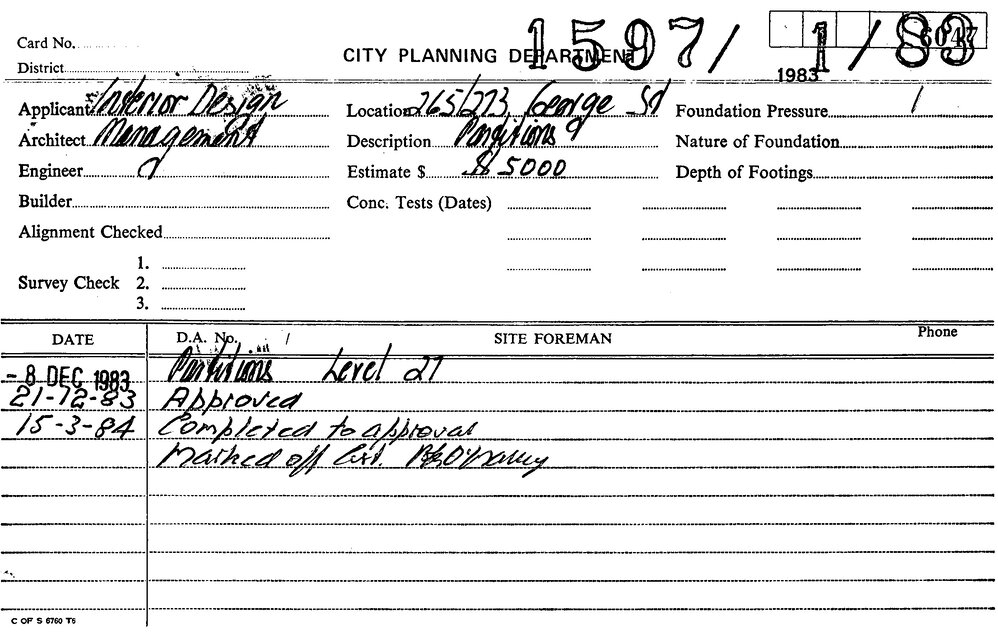 Card No.
CITY PLANNING DEPARTMENT
1597/1/83
6047
District
1983
Applicant Interior Design
Location 265/273 George St
Foundation Pressure /
Architect Management
Description Partitions
Nature of Foundation
Engineer
Estimate $ $ 5000
Depth of Footings
Builder
Conc. Tests (Dates)
Alignment Checked
1.
Survey Check 2.
3.
DATE D.A. No. / SITE FOREMAN Phone
- 8 DEC 1983 Partitions Level 27
21-12-83 Approved
15-3-84 Completed to approval
Marked off
C OF S 6760 T6